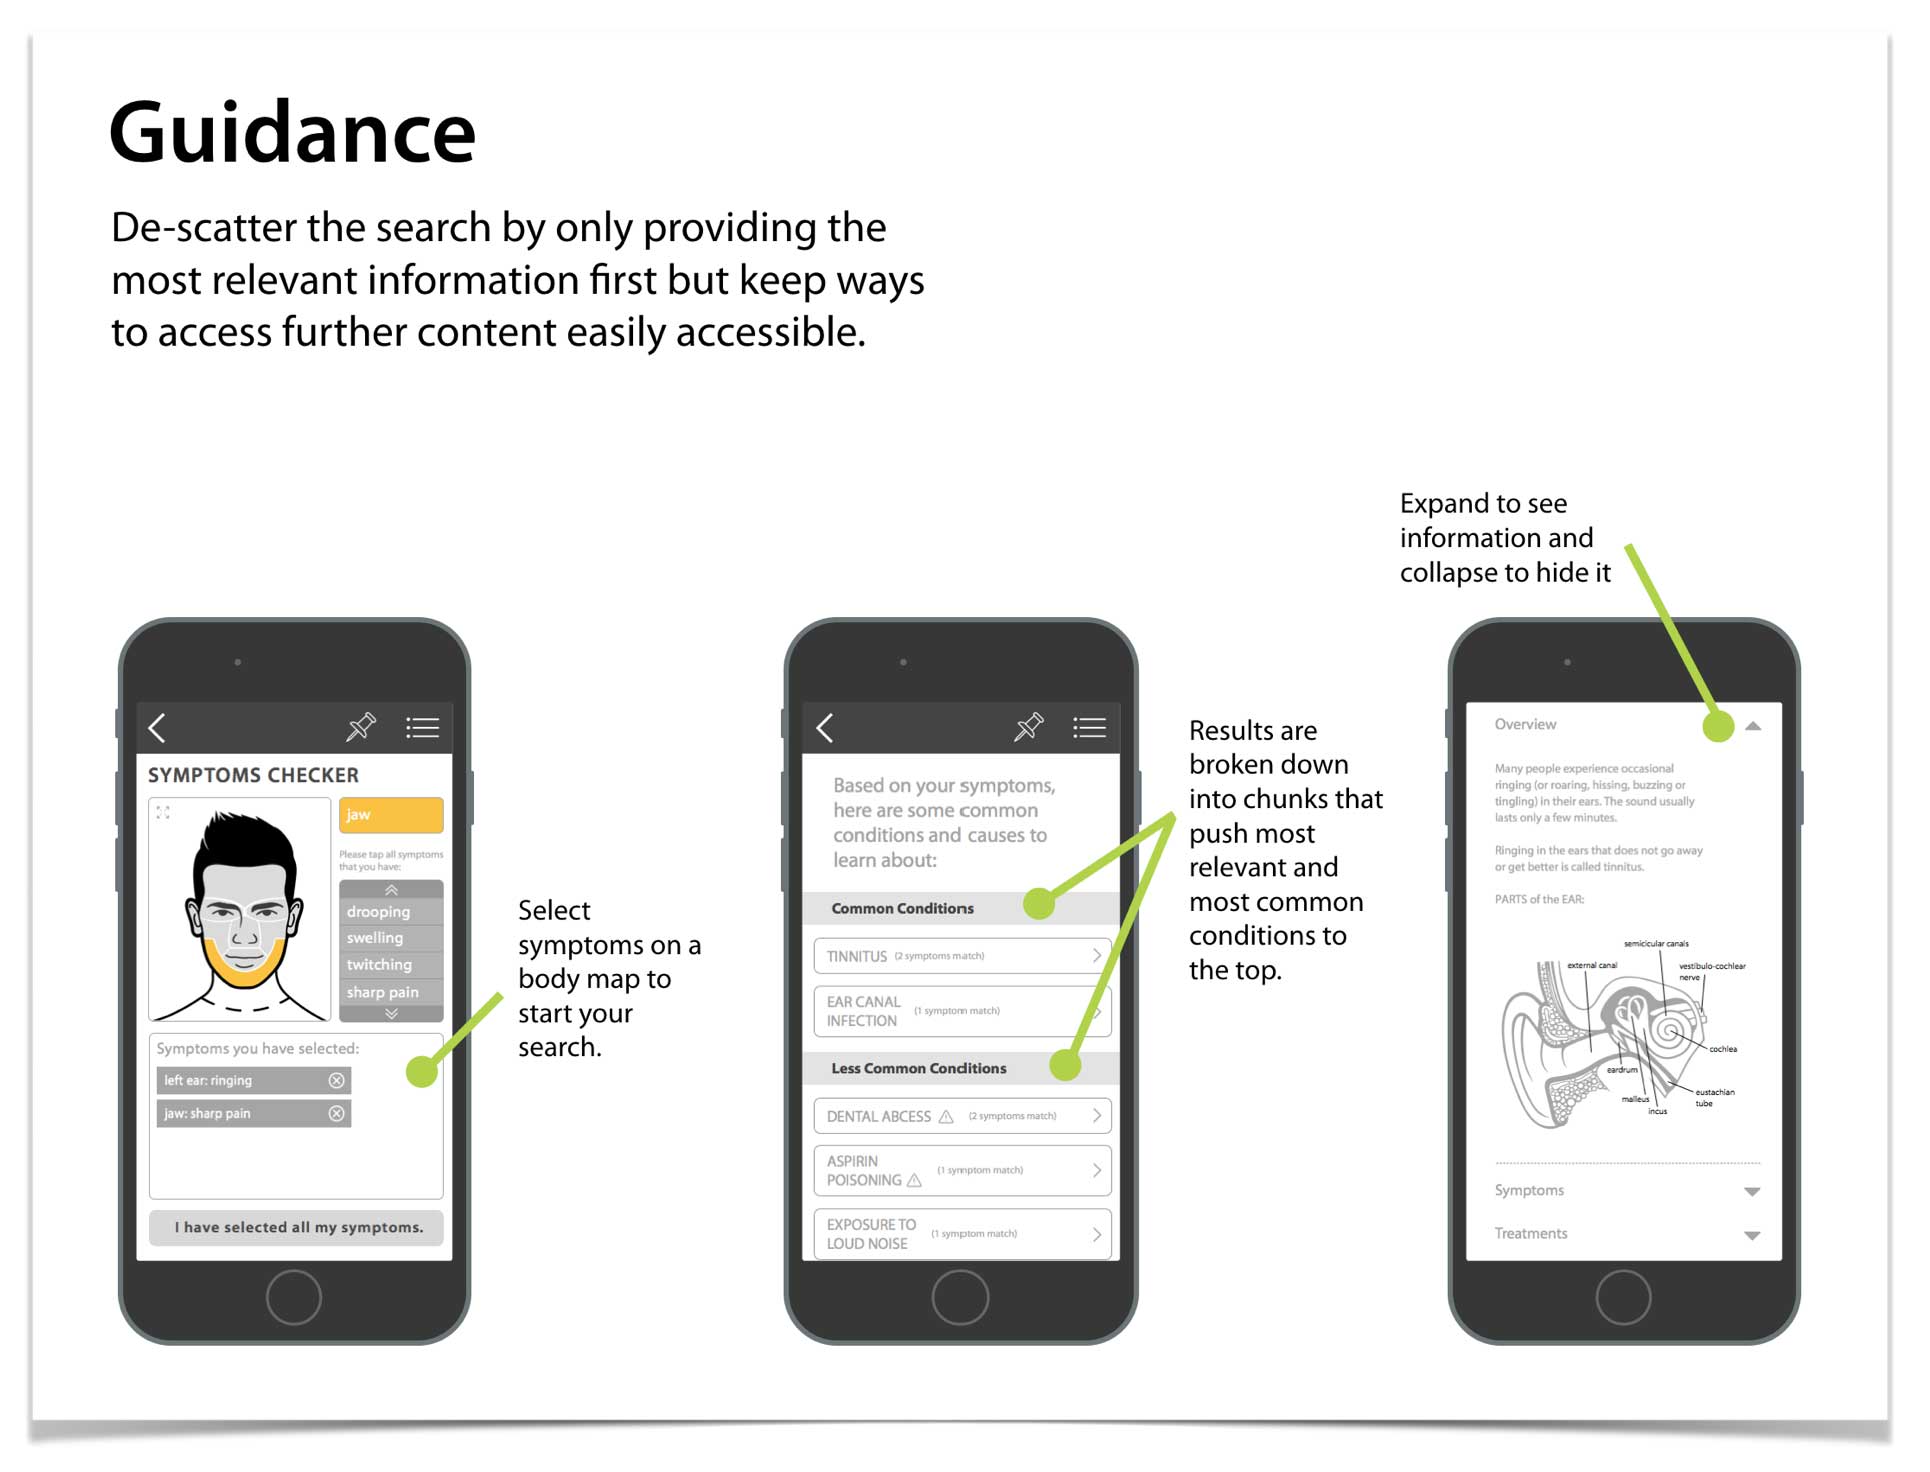 Guidance
De-scatter the search by only providing the
most relevant information first but keep ways
to access further content easily accessible.
SYMPTOMS CHECKER
jaw
Please tap all symptoms
that you have:
drooping
swelling
twitching
sharp pain
Symptoms you have selected:
left ear: ringing
jaw: sharp pain
I have selected all my symptoms.
Select
symptoms on a
body map to
start your
search.
Based on your symptoms,
here are some common
conditions and causes to
learn about:
Common Conditions
TINNITUS (2 symptoms match)
EAR CANAL
INFECTION (1 symptom match)
Less Common Conditions
DENTAL ABCESS (2 symptoms match)
ASPIRIN
POISONING (1 symptom match)
EXPOSURE TO
LOUD NOISE (1 symptom match)
Results are
broken down
into chunks that
push most
relevant and
most common
conditions to
the top.
Expand to see
information and
collapse to hide it
Overview
Many people experience occasional
ringing (or roaring, hissing, buzzing or
tingling) in their ears. The sound usually
lasts only a few minutes.
Ringing in the ears that does not go away
or get better is called tinnitus.
PARTS of the EAR:
semicicular canals
external canal
vestibulo-cochlear
nerve
cochlea
eardrum
eustachian
tube
malleus
incus
Symptoms
Treatments